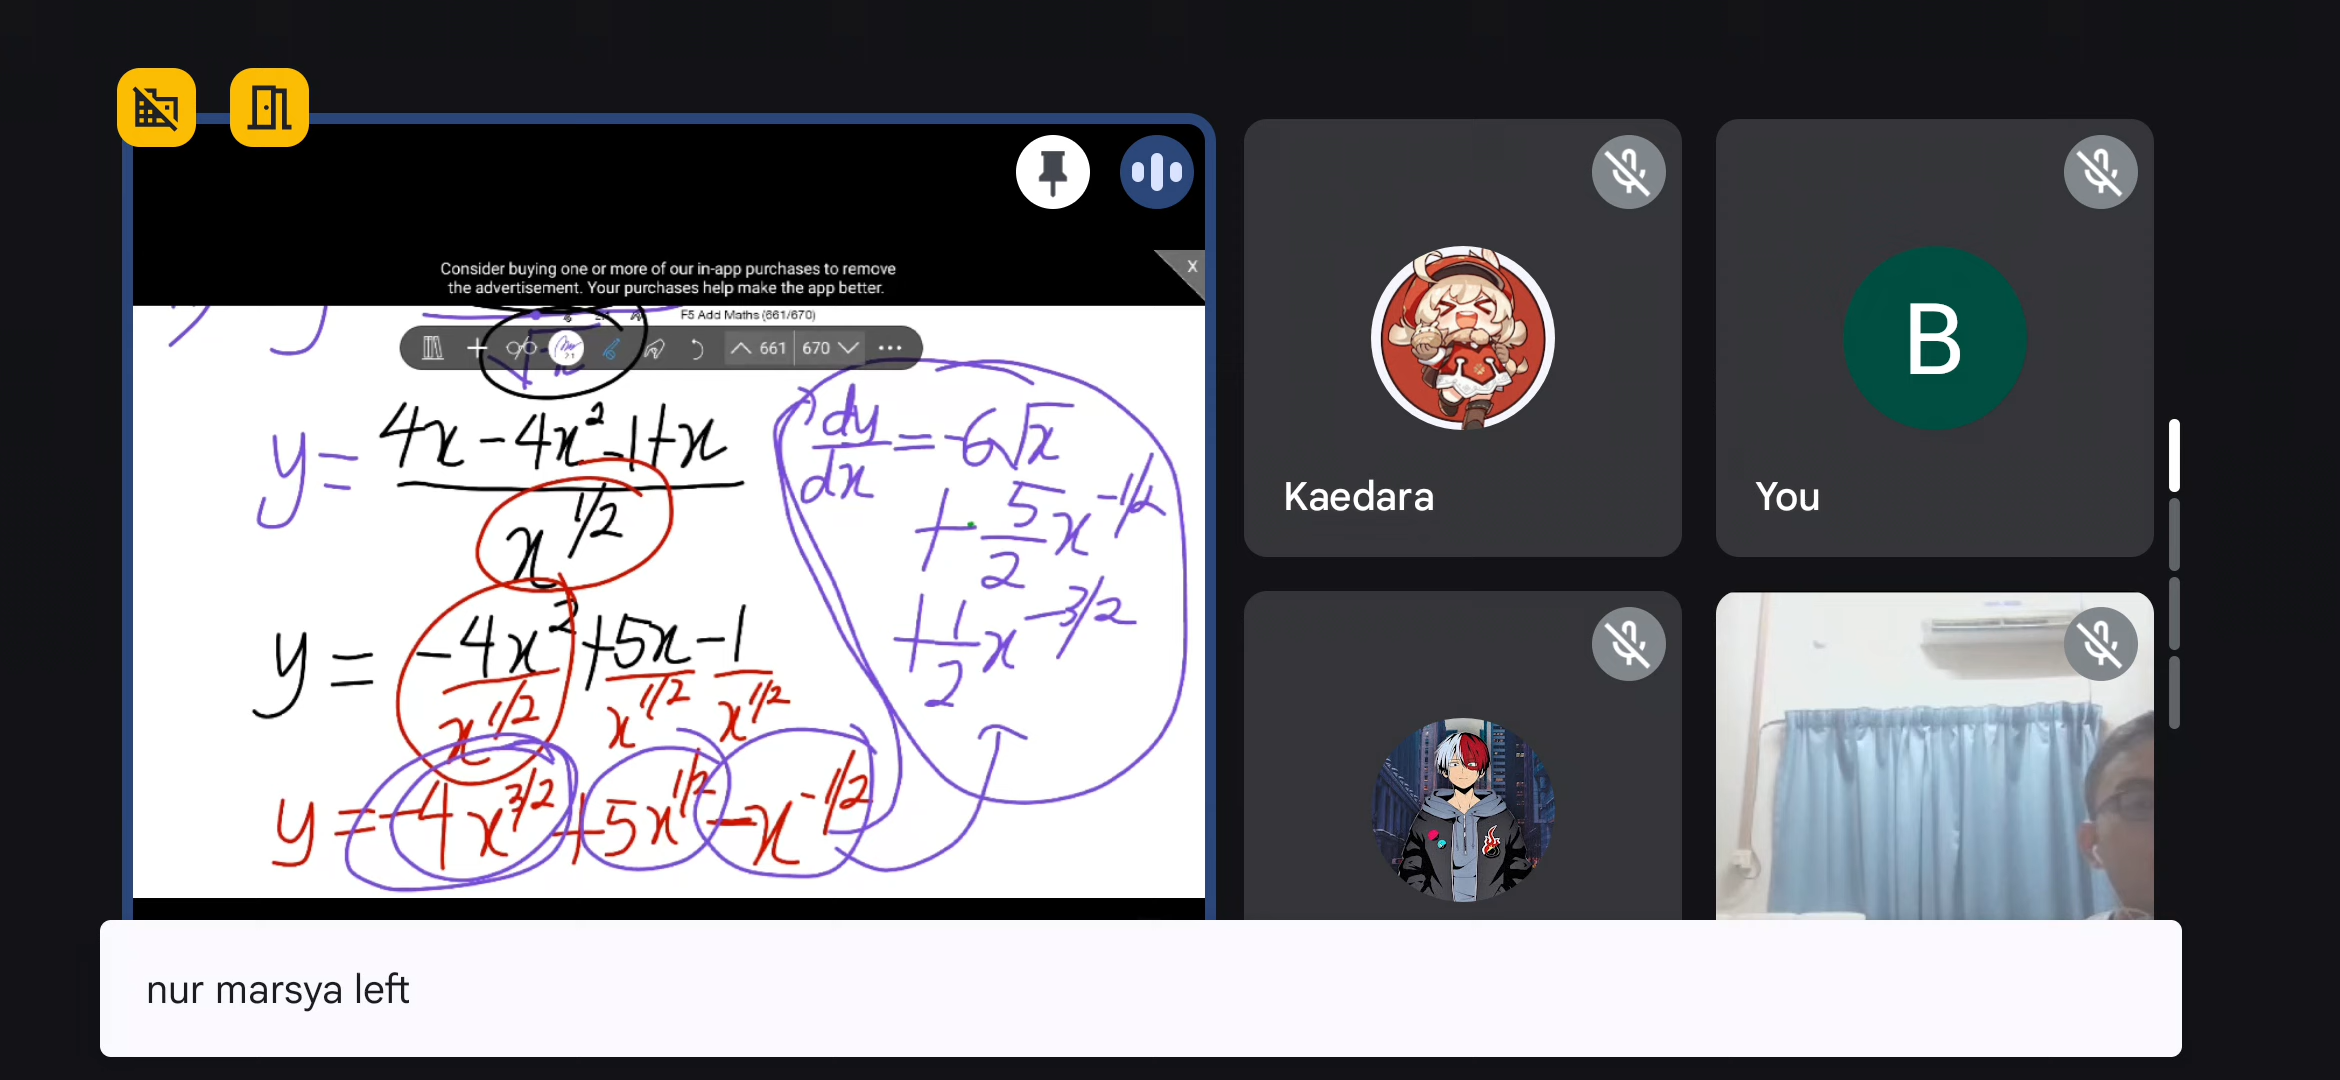 Consider buying one or more of our in-app purchases to remove
the advertisement. Your purchases help make the app better.
X
F5 Add Maths (661/670)
661 670
y = (4x - 4x² - 1 + x) / x^1/2
y = -4x²/x^1/2 + 5x/x^1/2 - 1/x^1/2
y = -4x^3/2 + 5x^1/2 - x^-1/2
dy/dx = -6√x
+ 5/2 x^-1/2
+ 1/2 x^-3/2
Kaedara
B
You
nur marsya left